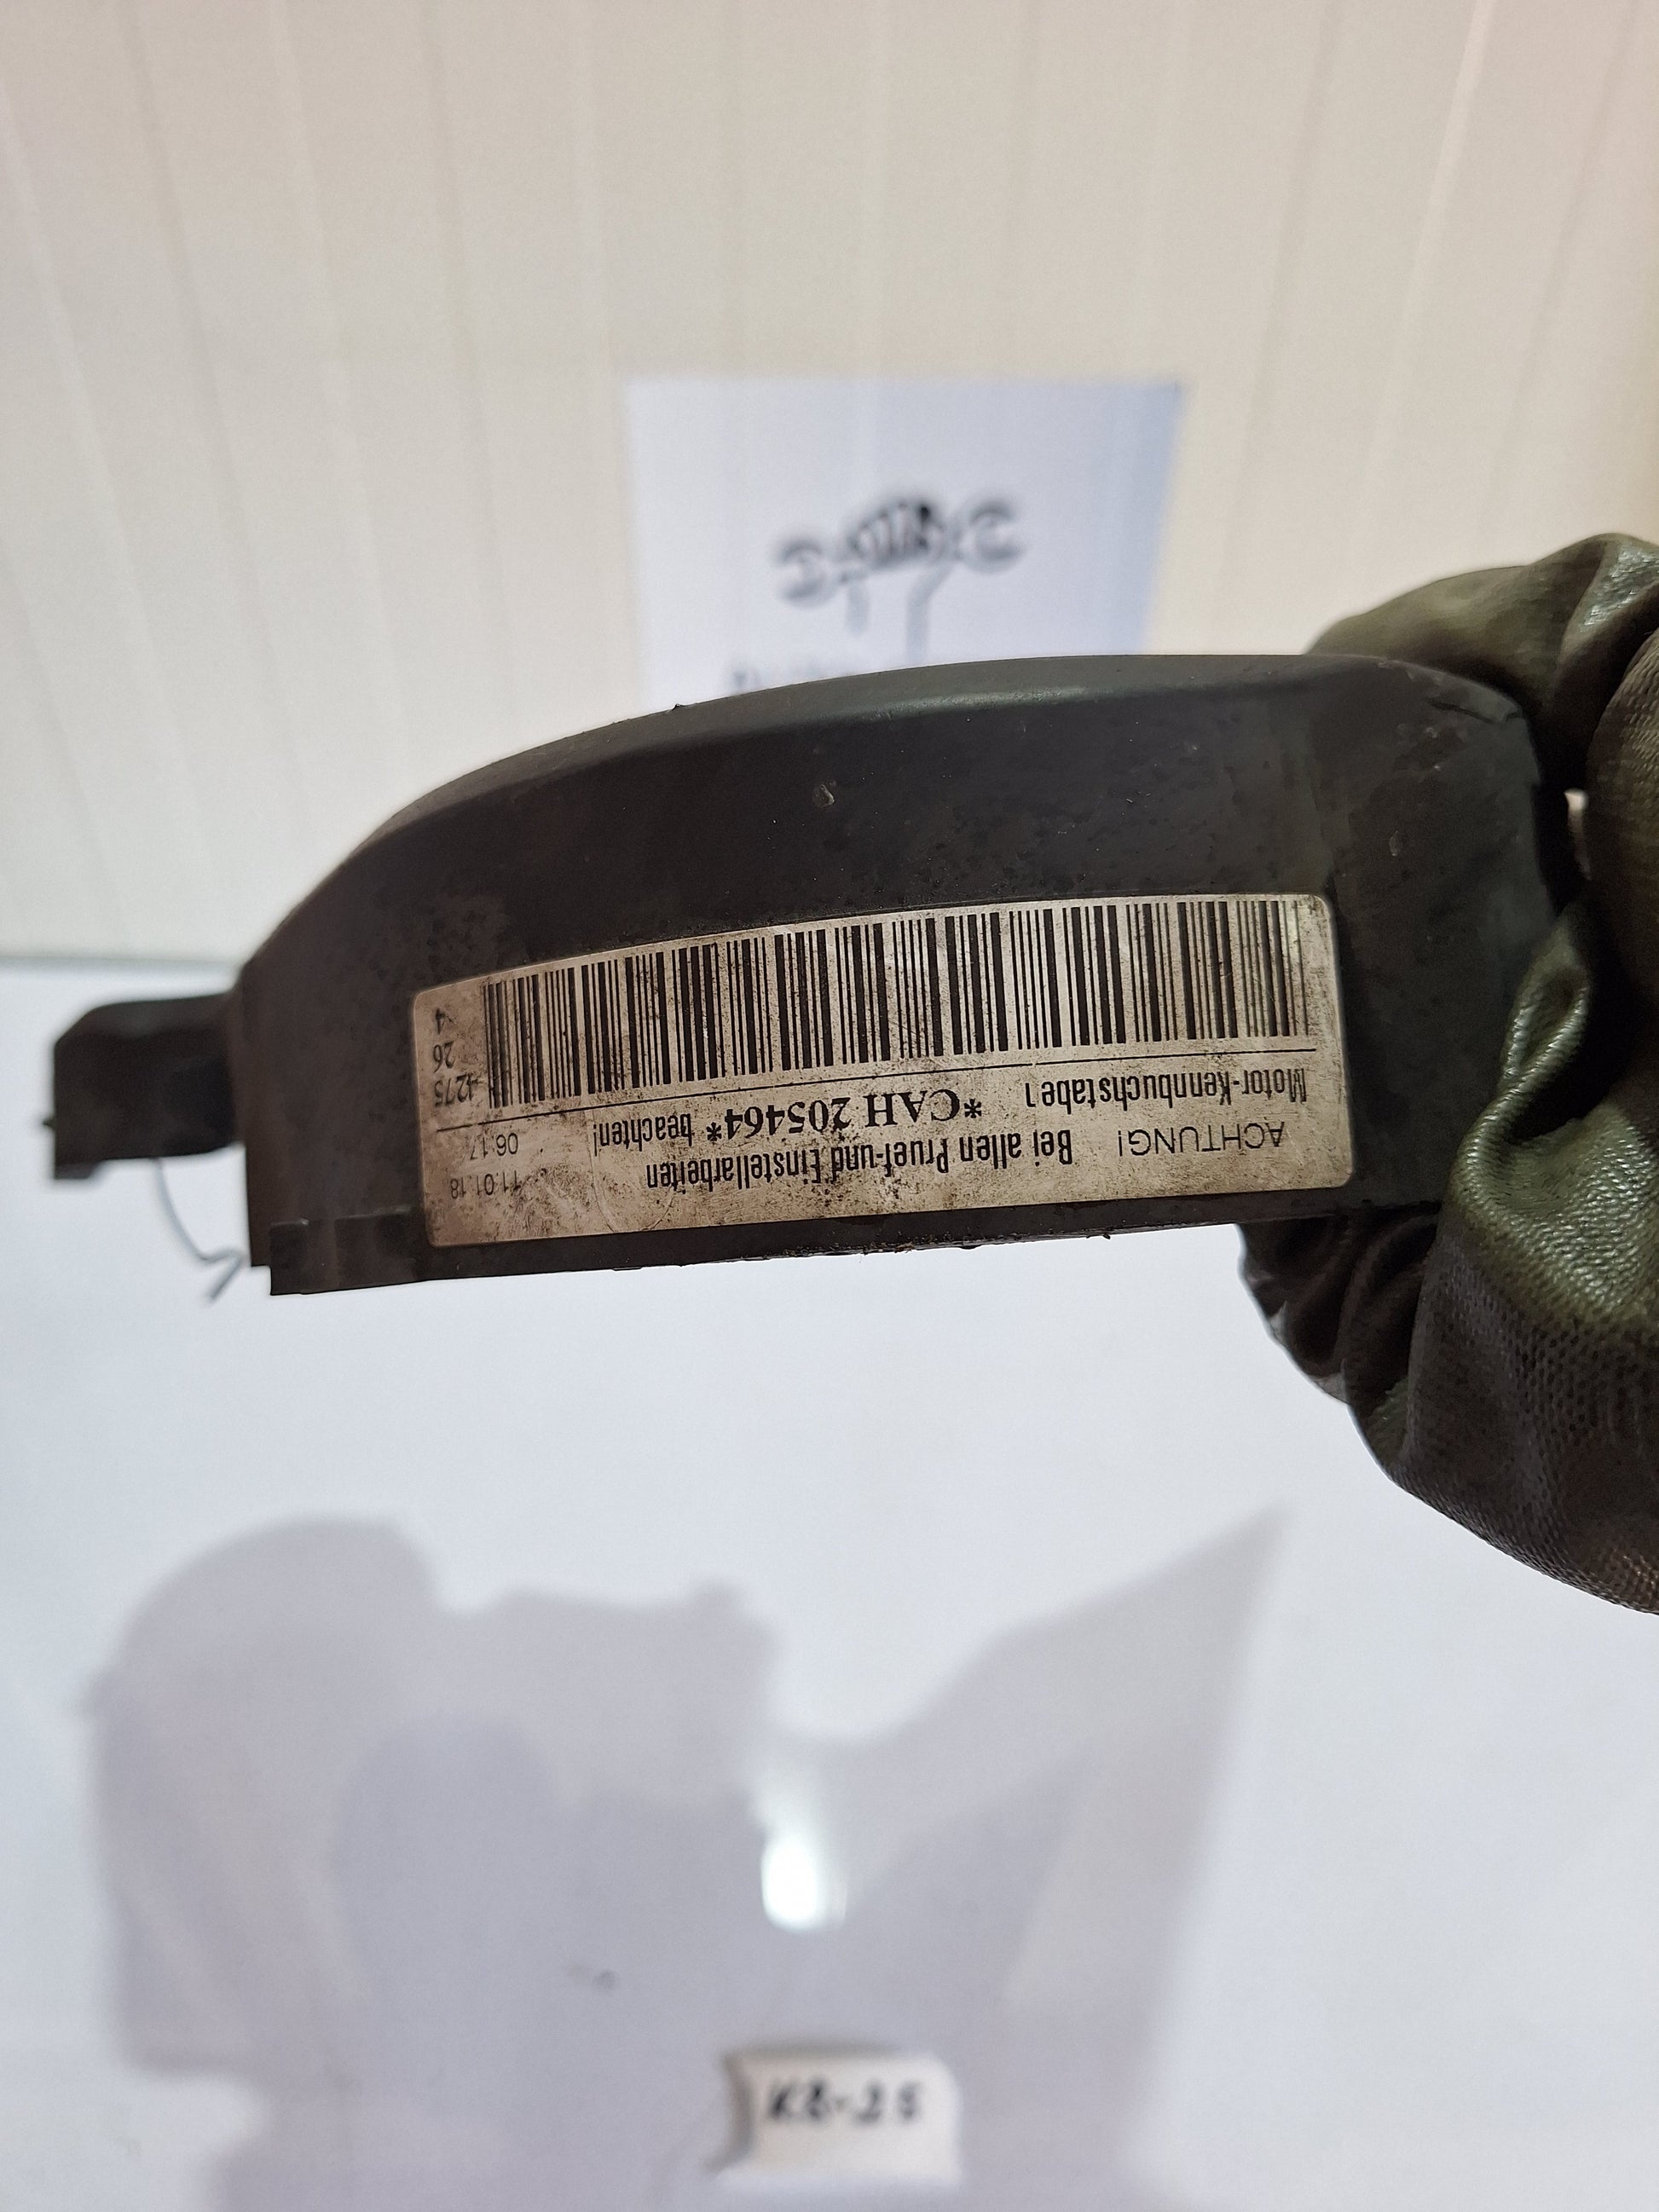 ACHTUNG! Bei allen Pruef-und Einstellarbeiten 11.01.18
Motor-Kennbuchstabe *CAH 205464* beachten! 06.17
26
4
K8-25